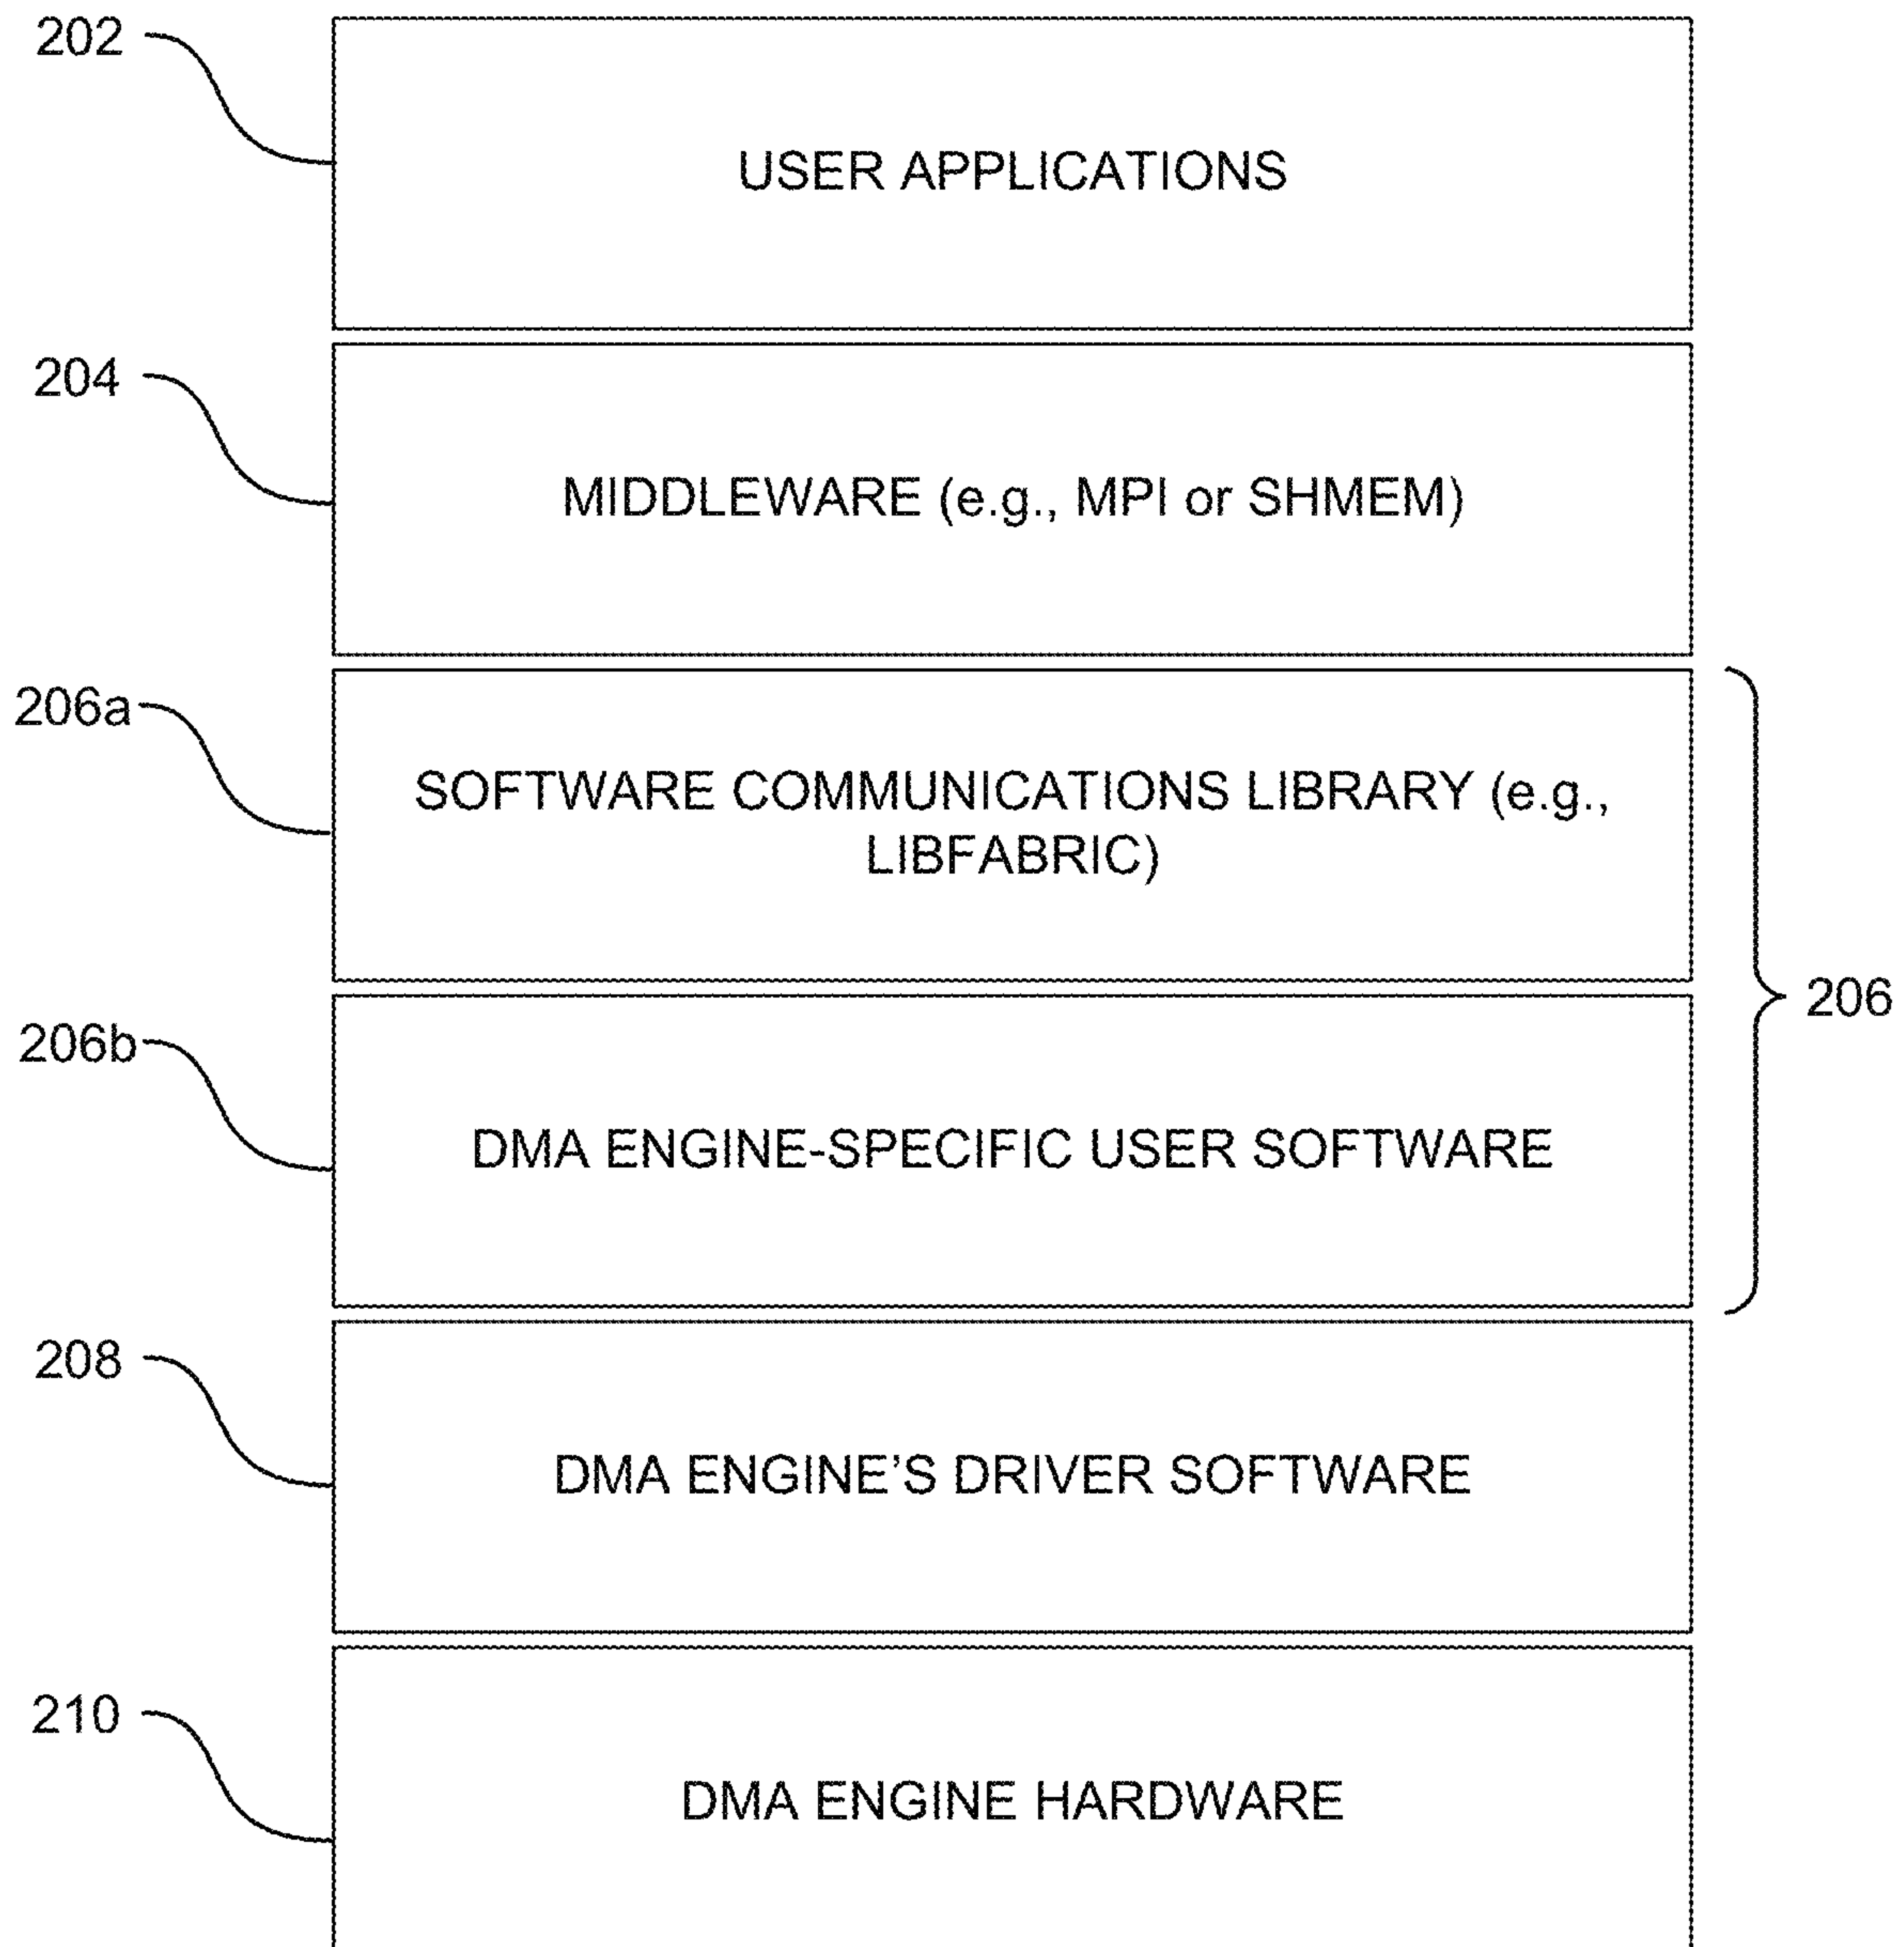 202
USER APPLICATIONS
204
MIDDLEWARE (e.g., MPI or SHMEM)
206a
SOFTWARE COMMUNICATIONS LIBRARY (e.g.,
LIBFABRIC)
206
206b
DMA ENGINE-SPECIFIC USER SOFTWARE
208
DMA ENGINE’S DRIVER SOFTWARE
210
DMA ENGINE HARDWARE